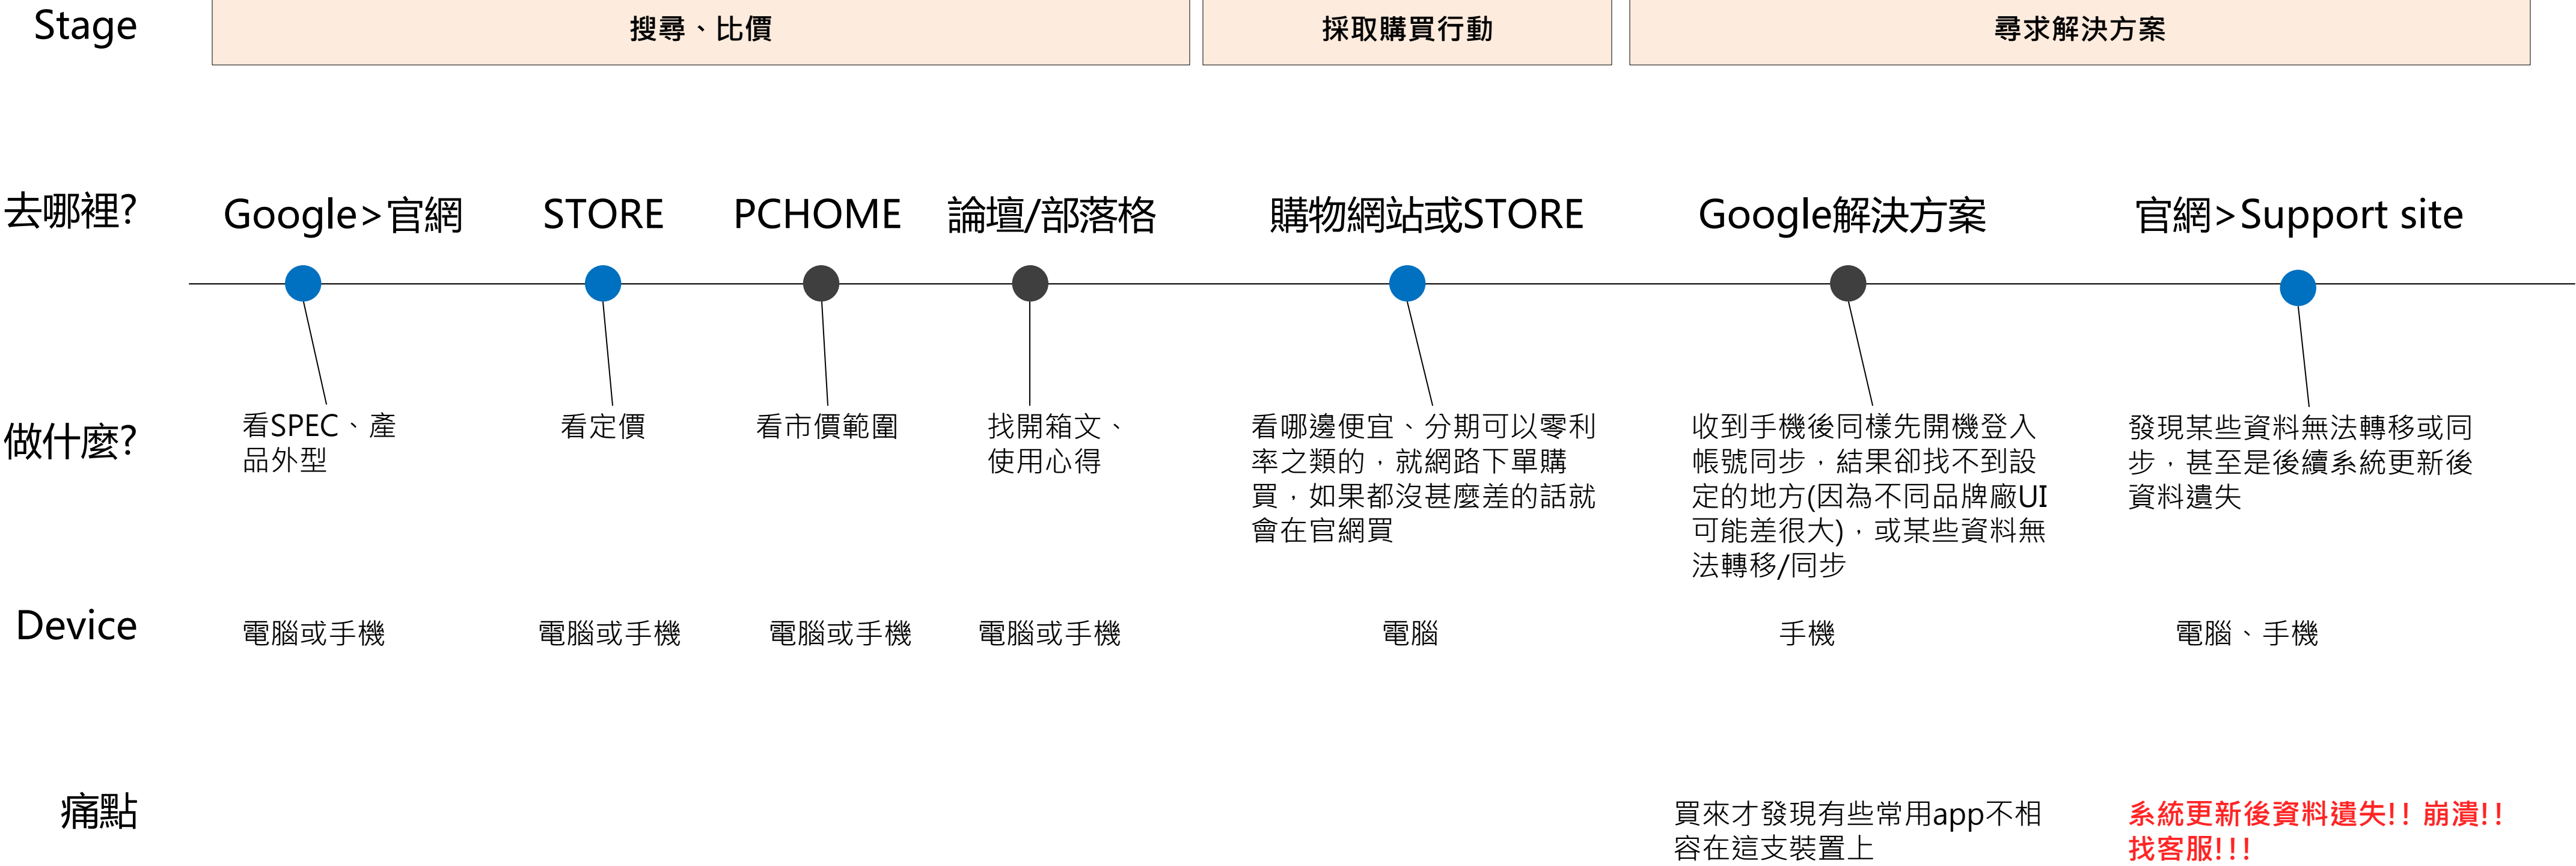 Stage
搜尋、比價
採取購買行動
尋求解決方案
去哪裡?
Google>官網
STORE
PCHOME
論壇/部落格
購物網站或STORE
Google解決方案
官網>Support site
做什麼?
看SPEC、產
品外型
看定價
看市價範圍
找開箱文、
使用心得
看哪邊便宜、分期可以零利
率之類的，就網路下單購
買，如果都沒甚麼差的話就
會在官網買
收到手機後同樣先開機登入
帳號同步，結果卻找不到設
定的地方(因為不同品牌廠UI
可能差很大)，或某些資料無
法轉移/同步
發現某些資料無法轉移或同
步，甚至是後續系統更新後
資料遺失
Device
電腦或手機
電腦或手機
電腦或手機
電腦或手機
電腦
手機
電腦、手機
痛點
買來才發現有些常用app不相
容在這支裝置上
系統更新後資料遺失!! 崩潰!!
找客服!!!